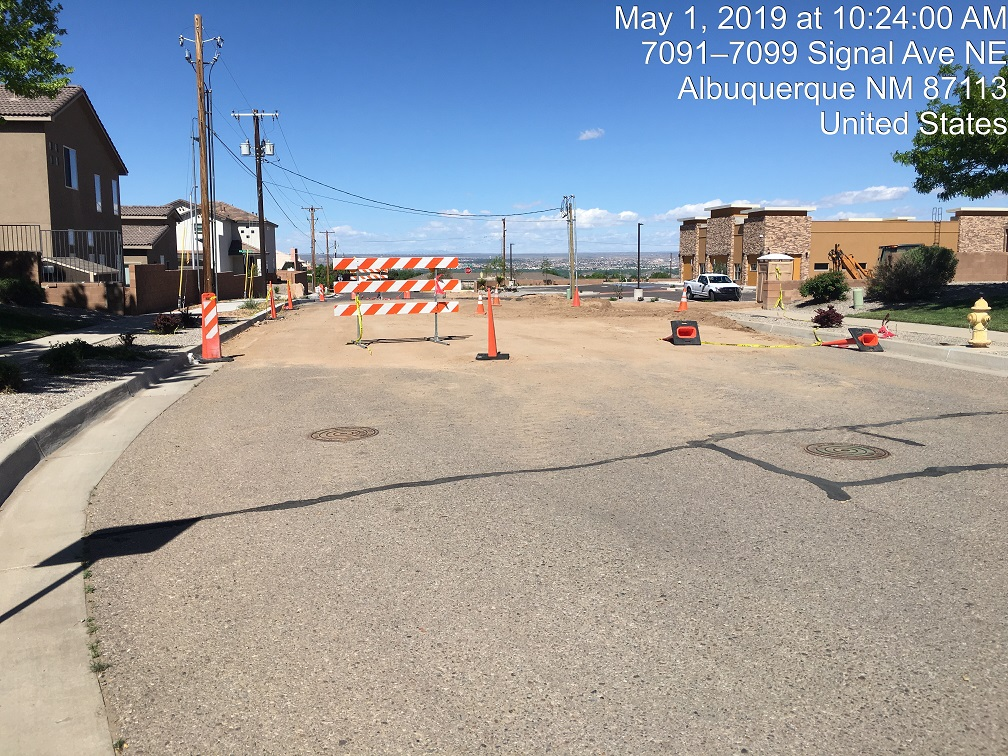 May 1, 2019 at 10:24:00 AM
7091–7099 Signal Ave NE
Albuquerque NM 87113
United States